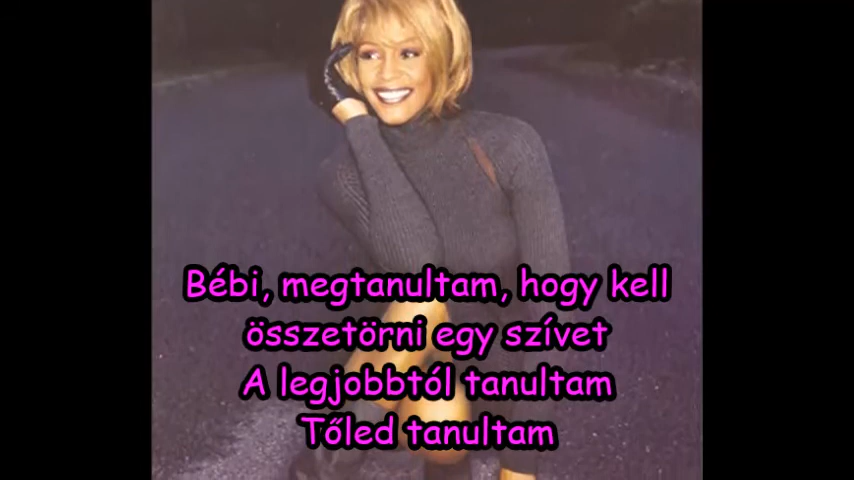 Bébi, megtanultam, hogy kell
összetörni egy szívet
A legjobbtól tanultam
Tőled tanultam